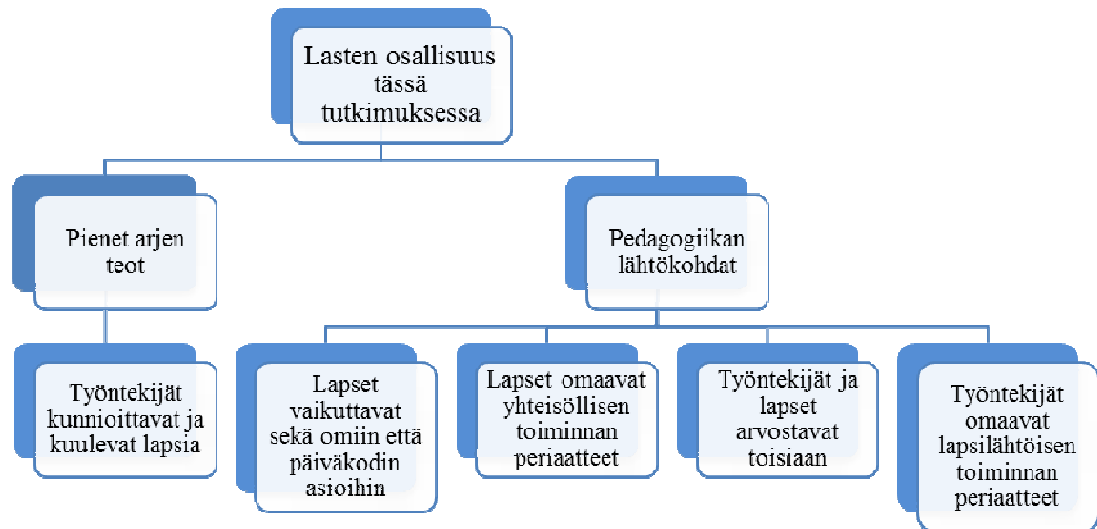 Lasten osallisuus
tässä
tutkimuksessa
Pienet arjen
teot
Pedagogiikan
lähtökohdat
Työntekijät
kunnioittavat ja
kuulevat lapsia
Lapset
vaikuttavat
sekä omiin että
päiväkodin
asioihin
Lapset omaavat
yhteisöllisen
toiminnan
periaatteet
Työntekijät ja
lapset
arvostavat
toisiaan
Työntekijät
omaavat
lapsilähtöisen
toiminnan
periaatteet